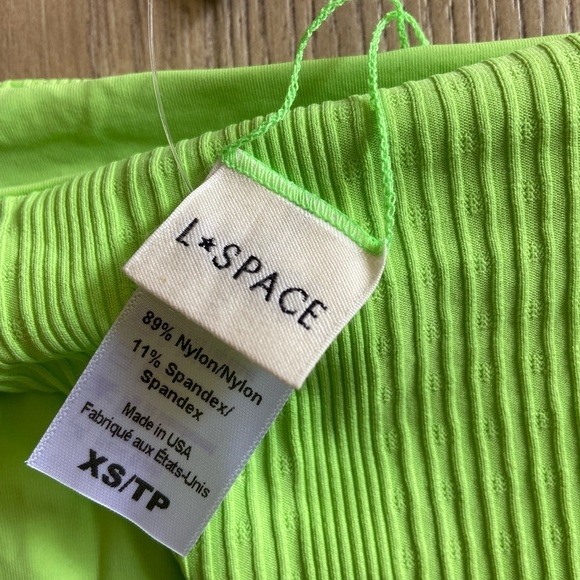 L★SPACE
89% Nylon/Nylon
11% Spandex/
Spandex
Made in USA
Fabriqué aux États-Unis
XS/TP